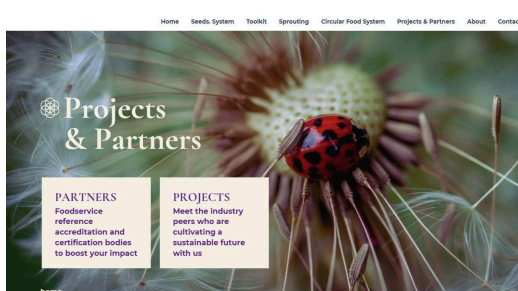 Home Seeds. System Toolkit Sprouting Circular Food System Projects & Partners About
Projects
& Partners
PARTNERS
Foodservice
reference
accreditation and
certification bodies
to boost your impact
PROJECTS
Meet the industry
peers who are
cultivating a
sustainable future
with us